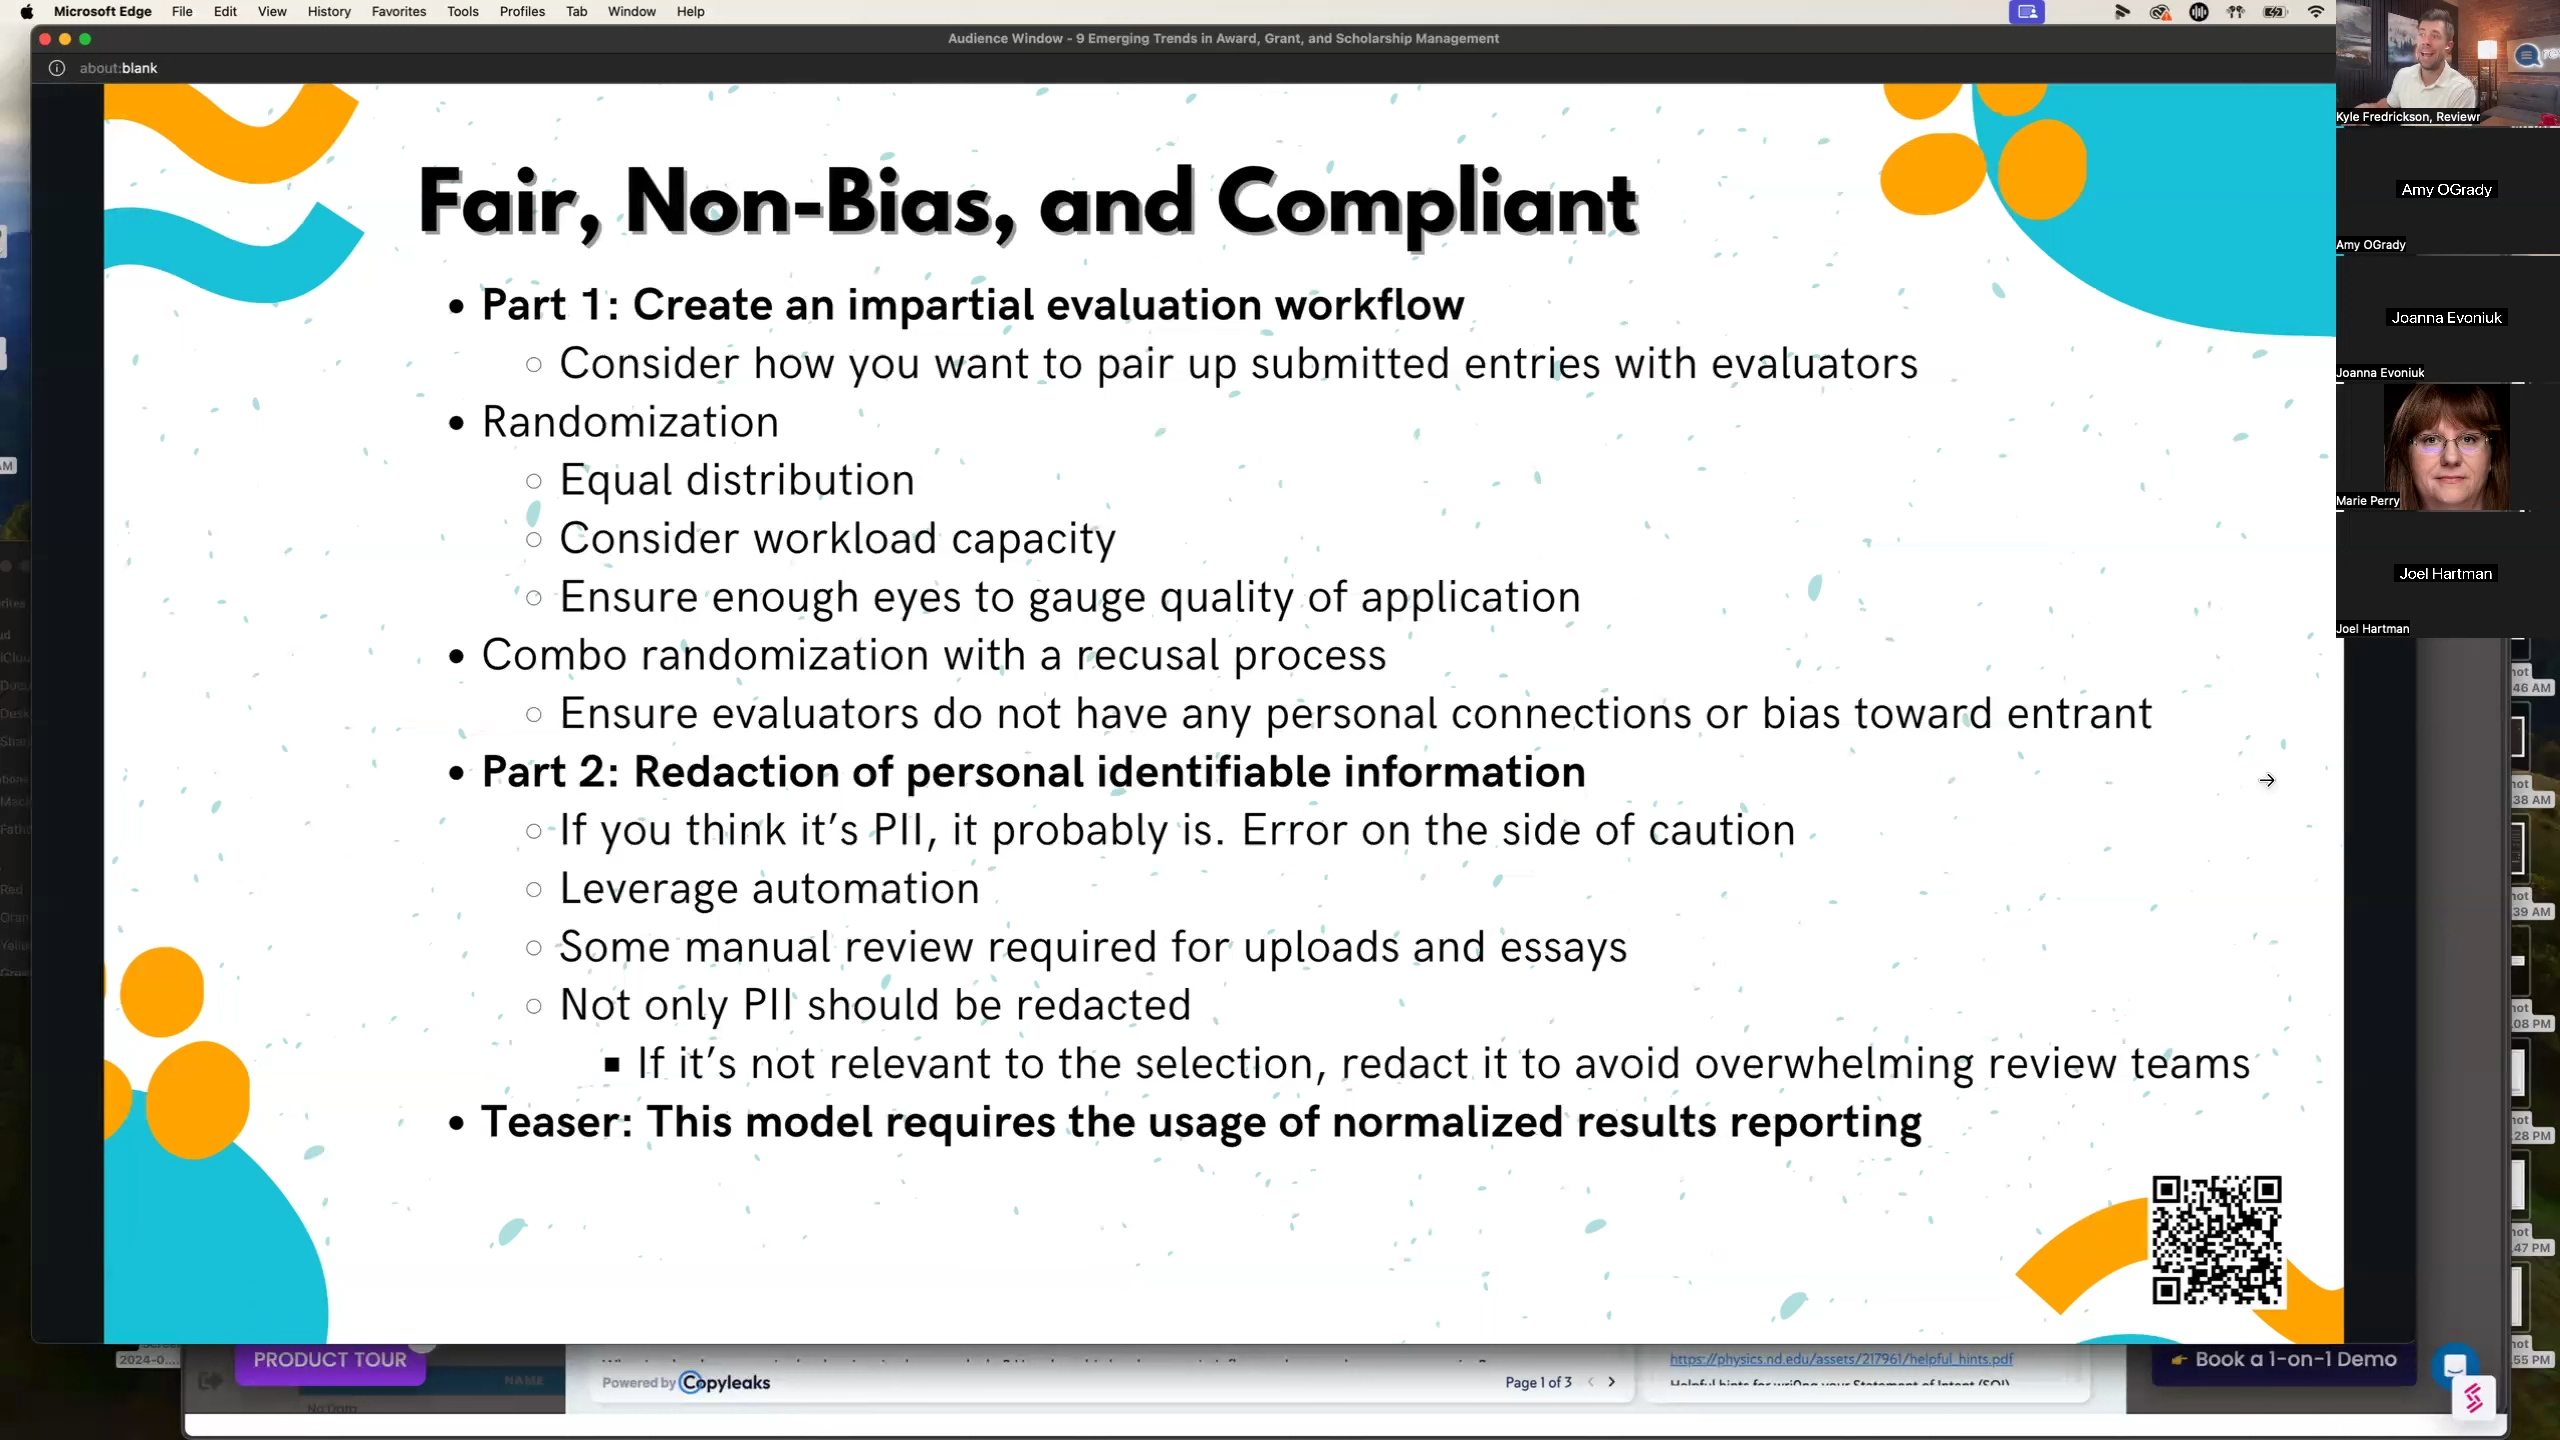 Microsoft Edge File Edit View History Favorites Tools Profiles Tab Window Help
Audience Window - 9 Emerging Trends in Award, Grant, and Scholarship Management
about:blank
Fair, Non-Bias, and Compliant
• Part 1: Create an impartial evaluation workflow
○ Consider how you want to pair up submitted entries with evaluators
• Randomization
○ Equal distribution
○ Consider workload capacity
○ Ensure enough eyes to gauge quality of application
• Combo randomization with a recusal process
○ Ensure evaluators do not have any personal connections or bias toward entrant
• Part 2: Redaction of personal identifiable information
○ If you think it’s PII, it probably is. Error on the side of caution
○ Leverage automation
○ Some manual review required for uploads and essays
○ Not only PII should be redacted
■ If it’s not relevant to the selection, redact it to avoid overwhelming review teams
• Teaser: This model requires the usage of normalized results reporting
Kyle Fredrickson, Reviewr
Amy OGrady
Amy OGrady
Joanna Evoniuk
Joanna Evoniuk
Marie Perry
Joel Hartman
Joel Hartman
46 AM
38 AM
39 AM
08 PM
28 PM
47 PM
55 PM
2024-0...
PRODUCT TOUR
NAME
No Data
Powered by Copyleaks
Page 1 of 3
https://physics.nd.edu/assets/217961/helpful_hints.pdf
Book a 1-on-1 Demo